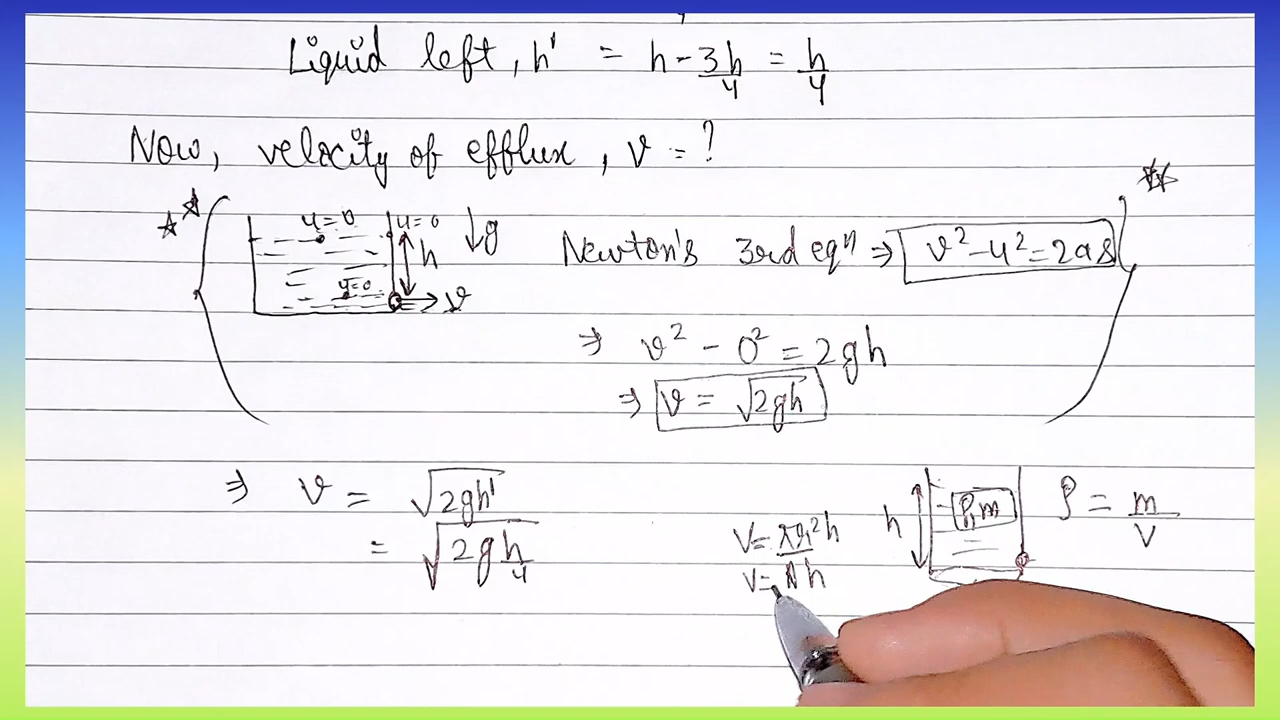 Liquid left, h' = h - 3h/4 = h/4
Now, velocity of efflux, v = ?
u=0 u=0 ↓g
h
u=0
→ v
Newton's 3rd eqⁿ ⇒ v² - u² = 2as
⇒ v² - 0² = 2gh
⇒ v = √2gh
⇒ v = √2gh'
= √2g h/4
V = πr²h
V = Ah
h
ρ, m
ρ = m/V